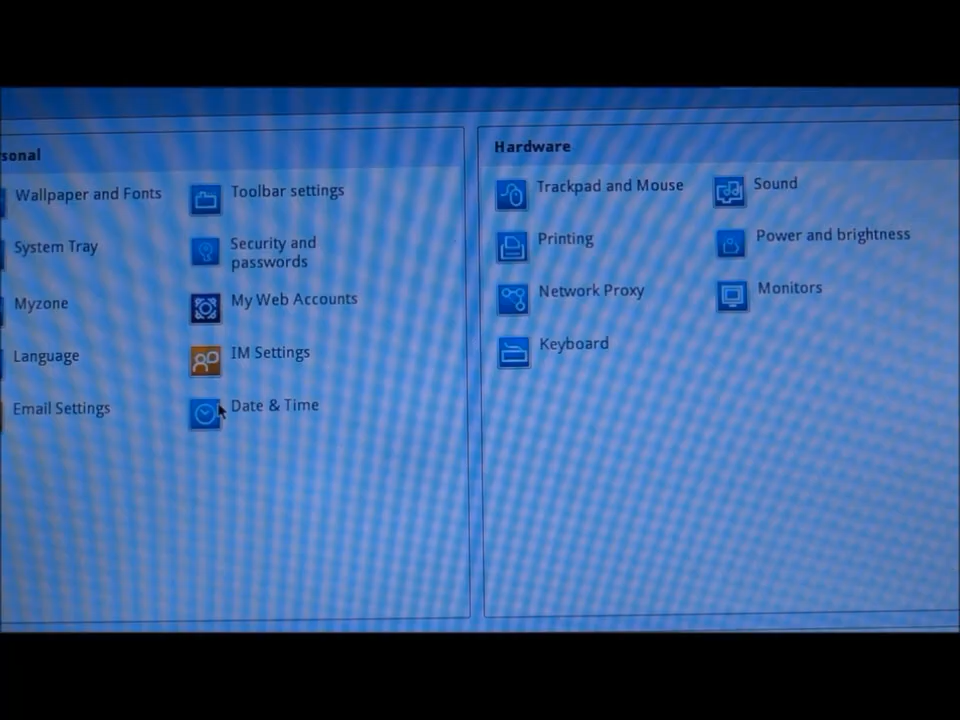 sonal
Wallpaper and Fonts
Toolbar settings
System Tray
Security and
passwords
Myzone
My Web Accounts
Language
IM Settings
Email Settings
Date & Time
Hardware
Trackpad and Mouse
Sound
Printing
Power and brightness
Network Proxy
Monitors
Keyboard